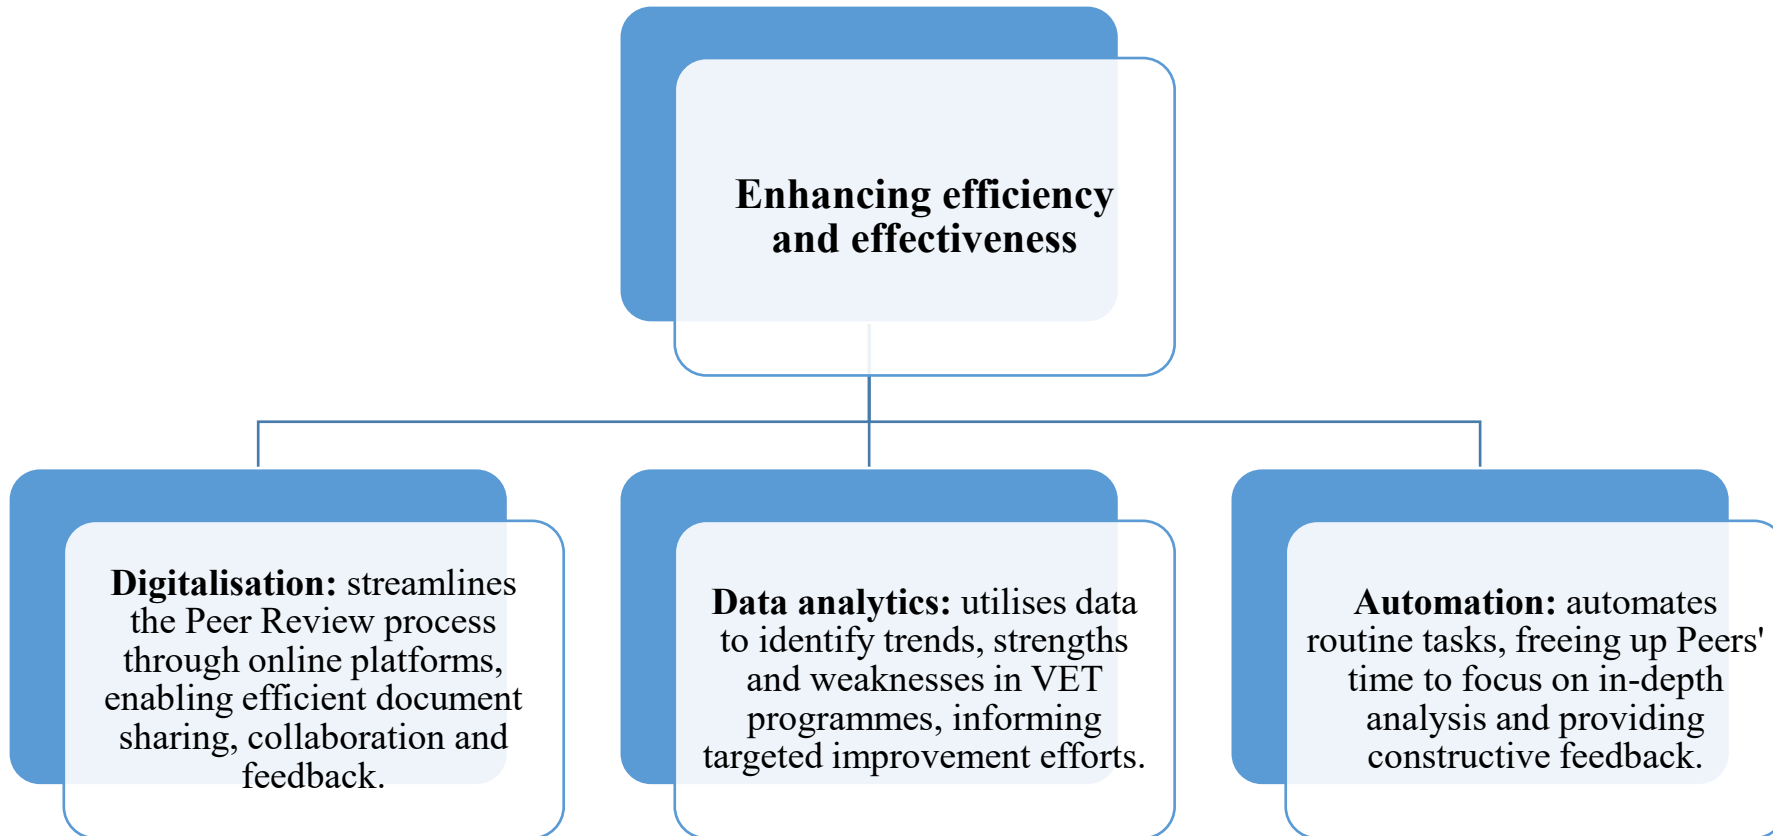 Enhancing efficiency
and effectiveness
Digitalisation: streamlines
the Peer Review process
through online platforms,
enabling efficient document
sharing, collaboration and
feedback.
Data analytics: utilises data
to identify trends, strengths
and weaknesses in VET
programmes, informing
targeted improvement efforts.
Automation: automates
routine tasks, freeing up Peers'
time to focus on in-depth
analysis and providing
constructive feedback.